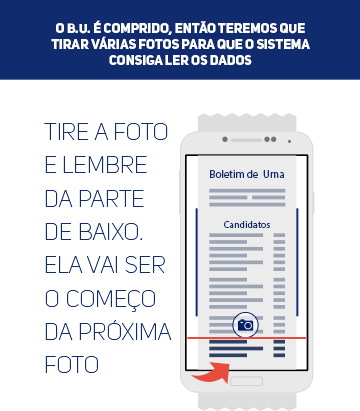 O B.U. É COMPRIDO, ENTÃO TEREMOS QUE
TIRAR VÁRIAS FOTOS PARA QUE O SISTEMA
CONSIGA LER OS DADOS
TIRE A FOTO
E LEMBRE
DA PARTE
DE BAIXO.
ELA VAI SER
O COMEÇO
DA PRÓXIMA
FOTO
Boletim de Urna
Candidatos